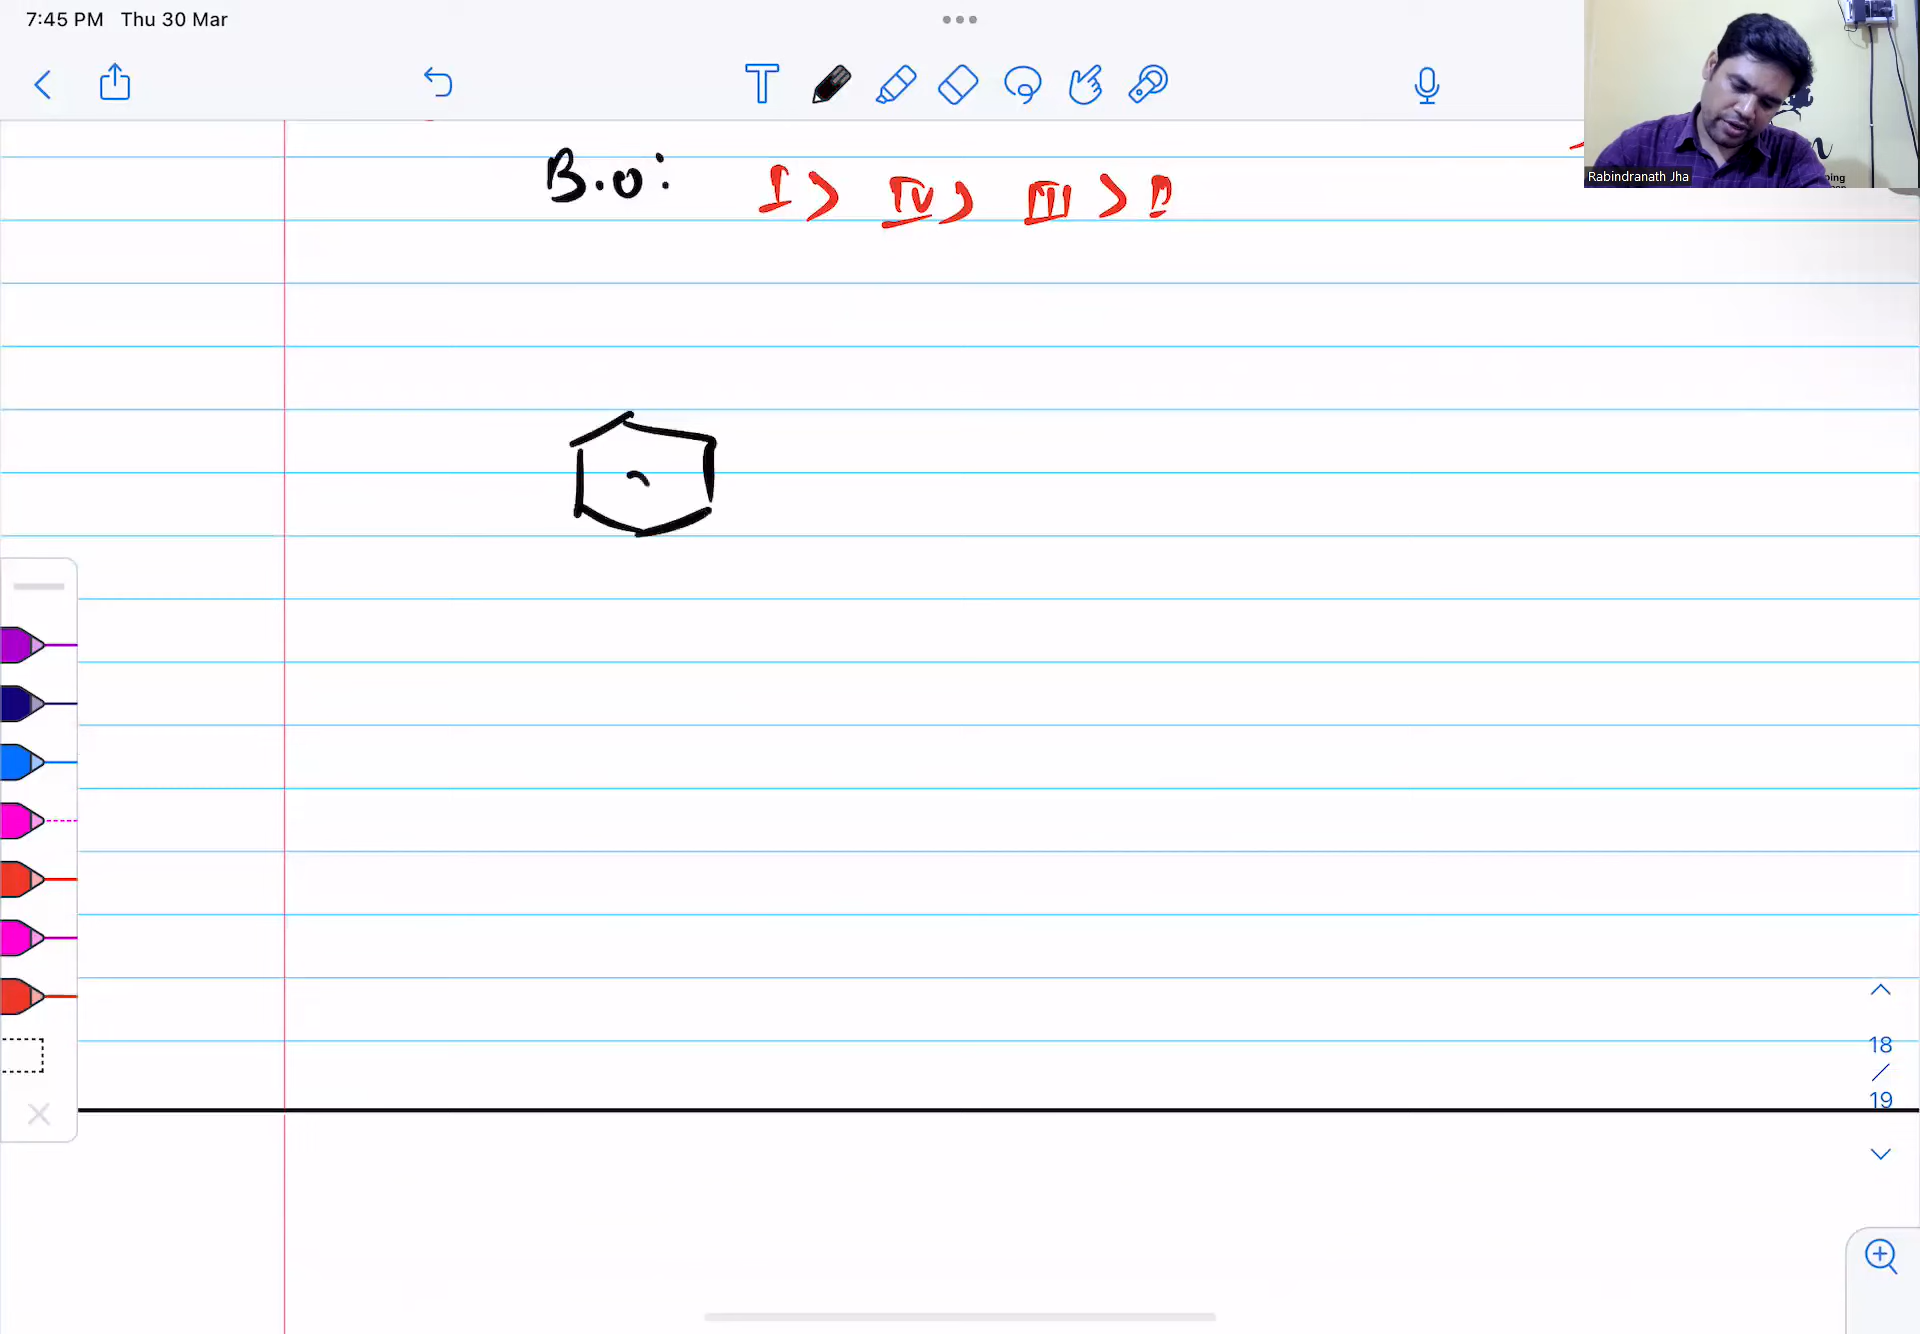 7:45 PM Thu 30 Mar
Rabindranath Jha
B.O: I > IV > III > II
18
/
19